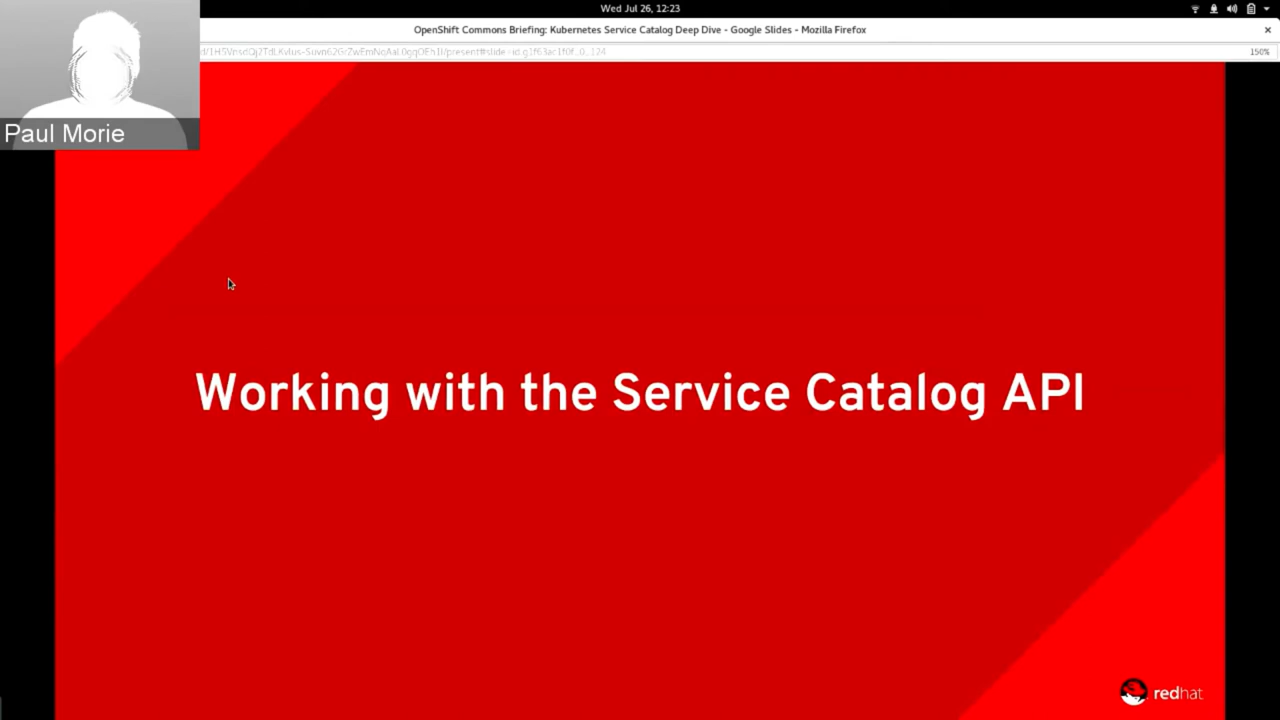 Wed Jul 26, 12:23
OpenShift Commons Briefing: Kubernetes Service Catalog Deep Dive - Google Slides - Mozilla Firefox
150%
Paul Morie
Working with the Service Catalog API
redhat